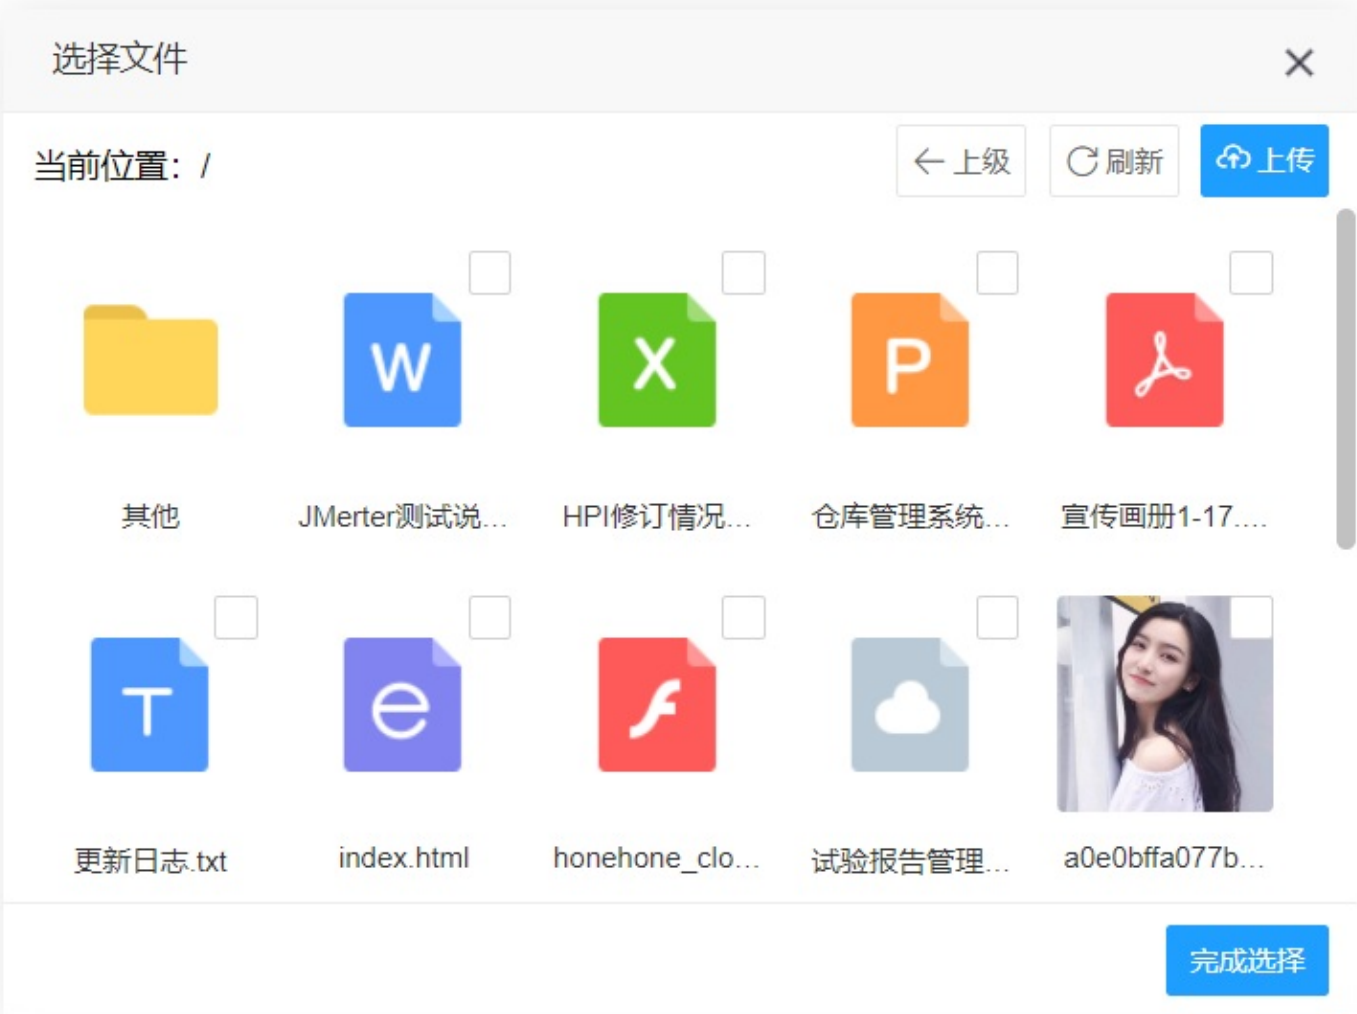 选择文件
当前位置：/
上级 刷新 上传
W X P
其他 JMerter测试说... HPI修订情况... 仓库管理系统... 宣传画册1-17....
T e f
更新日志.txt index.html honehone_clo... 试验报告管理... a0e0bffa077b...
完成选择